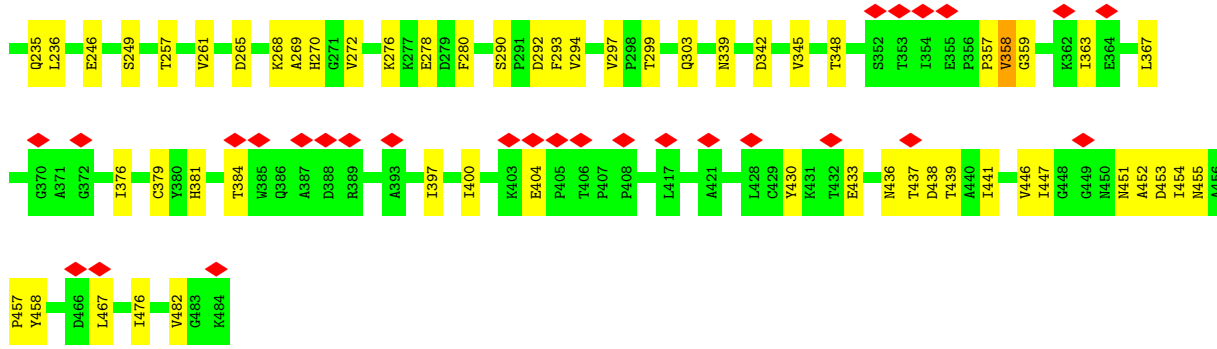 Q235 L236 E246 S249 T257 V261 D265 K268 A269 H270 G271 V272 K276 K277 E278 D279 F280 S290 P291 D292 F293 V294 V297 P298 T299 Q303 N339 D342 V345 T348 S352 T353 I354 E355 P356 P357 V358 G359 K362 I363 E364 L367
G370 A371 G372 I376 C379 Y380 H381 T384 W385 Q386 A387 D388 R389 A393 I397 I400 K403 E404 P405 T406 P407 P408 L417 A421 L428 C429 Y430 K431 T432 E433 N436 T437 D438 T439 A440 I441 V446 I447 G448 G449 N450 N451 A452 D453 I454 N455 A456
P457 Y458 D466 L467 I476 V482 G483 K484